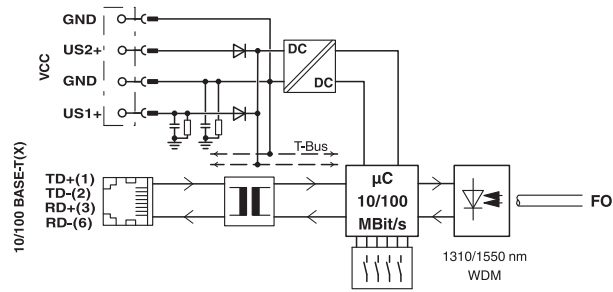 GND
US2+
GND
US1+
VCC
DC
DC
T-Bus
10/100 BASE-T(X)
TD+(1)
TD-(2)
RD+(3)
RD-(6)
µC
10/100
MBit/s
FO
1310/1550 nm
WDM